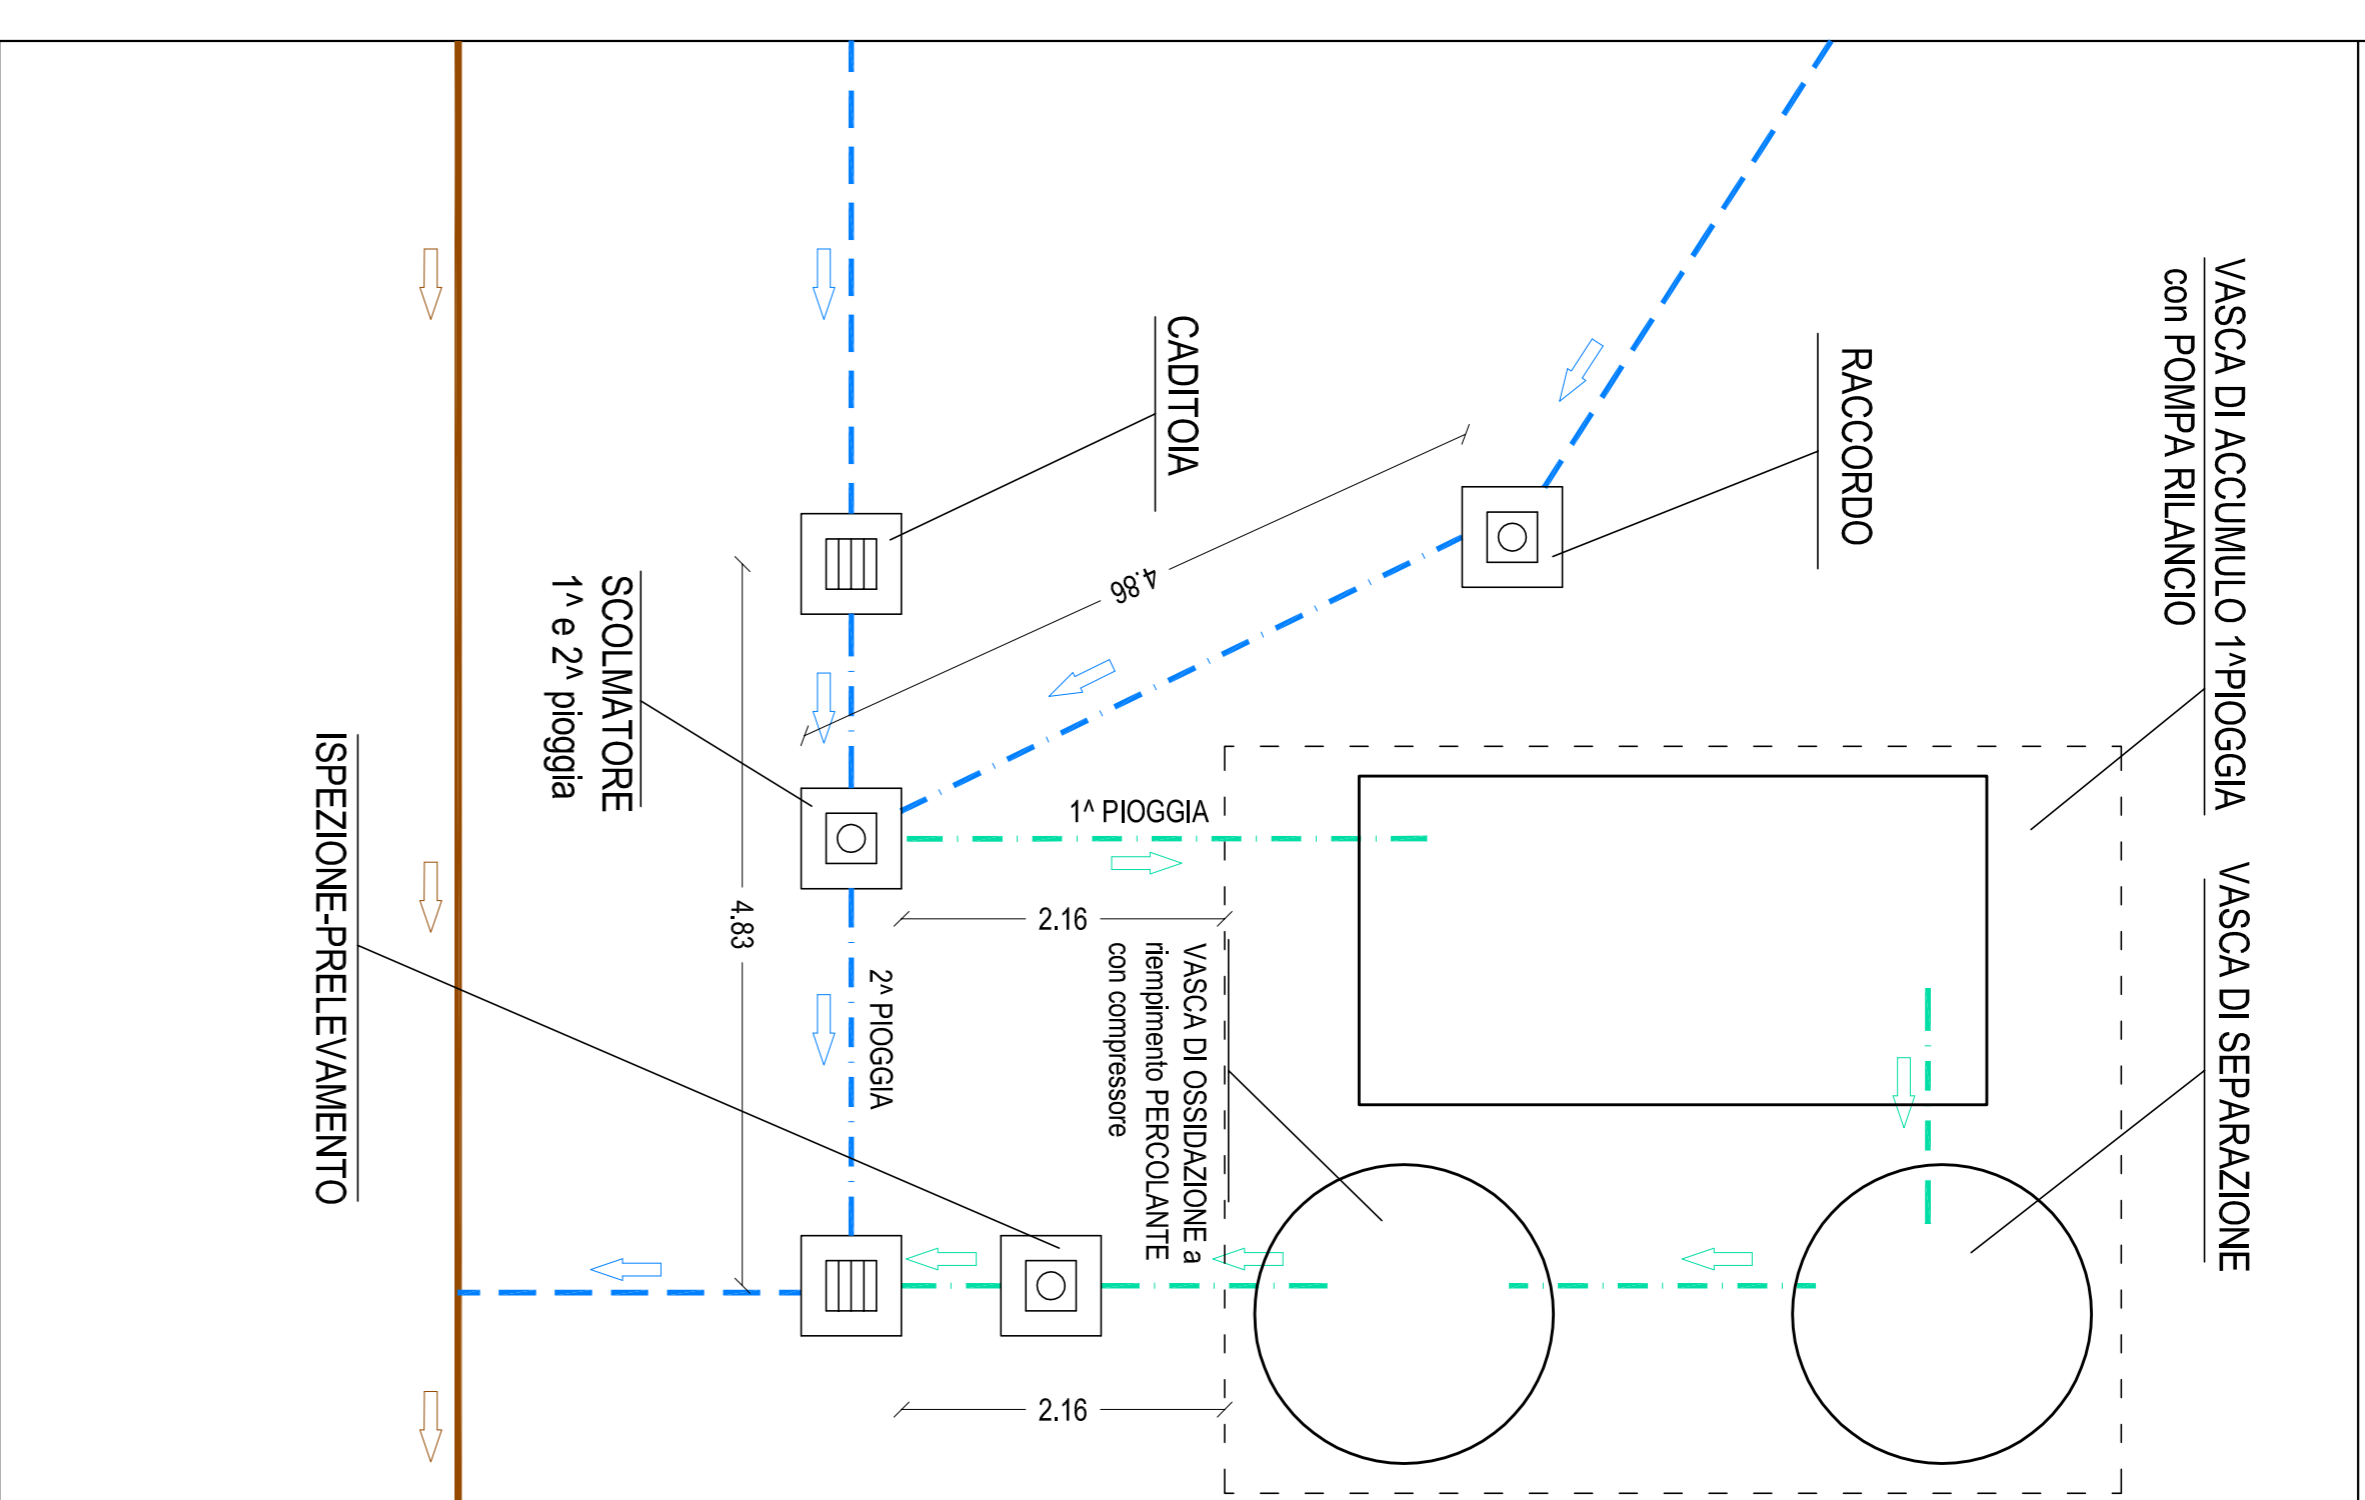 VASCA DI ACCUMULO 1^PIOGGIA
con POMPA RILANCIO
VASCA DI SEPARAZIONE
RACCORDO
CADITOIA
4.86
1^ PIOGGIA
2.16
VASCA DI OSSIDAZIONE a
riempimento PERCOLANTE
con compressore
2^ PIOGGIA
4.83
SCOLMATORE
1^ e 2^ pioggia
ISPEZIONE-PRELEVAMENTO
2.16